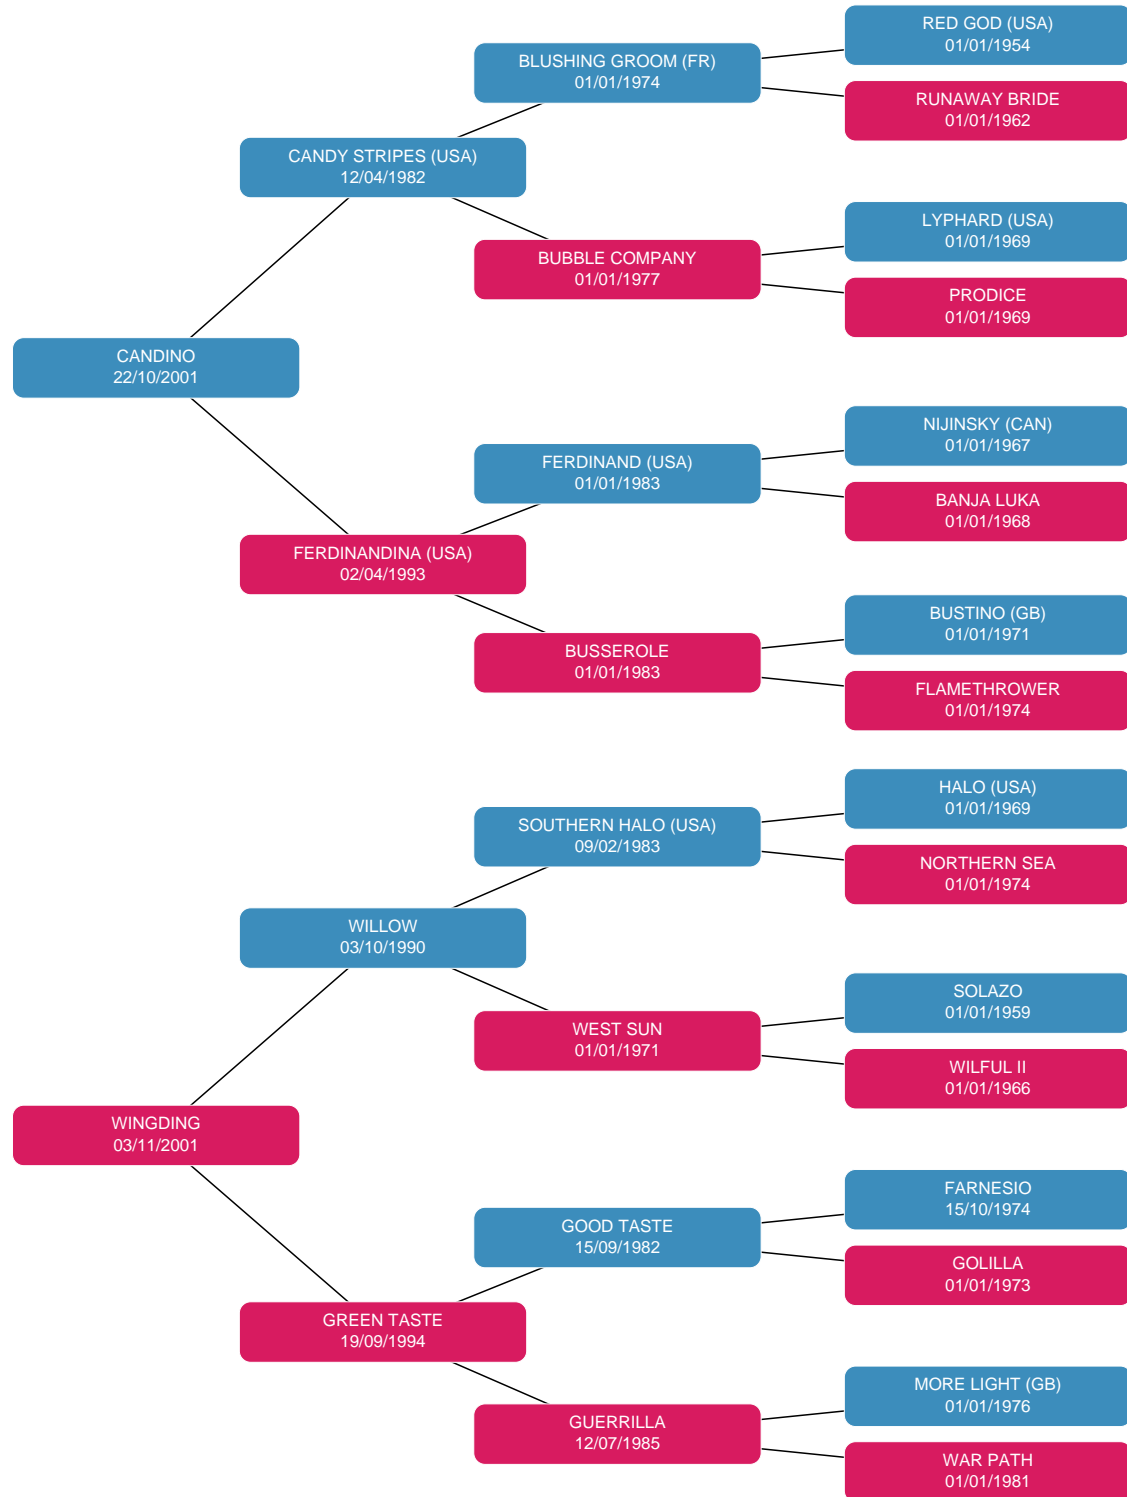 RED GOD (USA)
01/01/1954
BLUSHING GROOM (FR)
01/01/1974
RUNAWAY BRIDE
01/01/1962
CANDY STRIPES (USA)
12/04/1982
LYPHARD (USA)
01/01/1969
BUBBLE COMPANY
01/01/1977
PRODICE
01/01/1969
CANDINO
22/10/2001
NIJINSKY (CAN)
01/01/1967
FERDINAND (USA)
01/01/1983
BANJA LUKA
01/01/1968
FERDINANDINA (USA)
02/04/1993
BUSTINO (GB)
01/01/1971
BUSSEROLE
01/01/1983
FLAMETHROWER
01/01/1974
HALO (USA)
01/01/1969
SOUTHERN HALO (USA)
09/02/1983
NORTHERN SEA
01/01/1974
WILLOW
03/10/1990
SOLAZO
01/01/1959
WEST SUN
01/01/1971
WILFUL II
01/01/1966
WINGDING
03/11/2001
FARNESIO
15/10/1974
GOOD TASTE
15/09/1982
GOLILLA
01/01/1973
GREEN TASTE
19/09/1994
MORE LIGHT (GB)
01/01/1976
GUERRILLA
12/07/1985
WAR PATH
01/01/1981